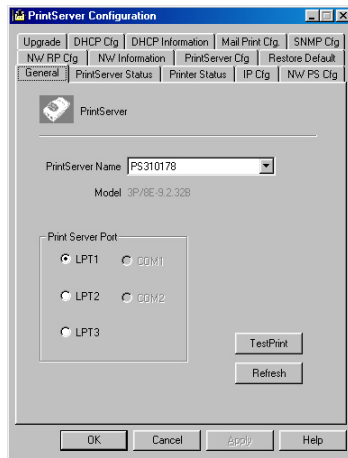 PrintServer Configuration
Upgrade DHCP Cfg DHCP Information Mail Print Cfg. SNMP Cfg
NW RP Cfg NW Information PrintServer Cfg Restore Default
General PrintServer Status Printer Status IP Cfg NW PS Cfg
PrintServer
PrintServer Name PS310178
Model 3P/8E-9.2.32B
Print Server Port
LPT1 COM1
LPT2 COM2
LPT3
TestPrint
Refresh
OK Cancel Apply Help